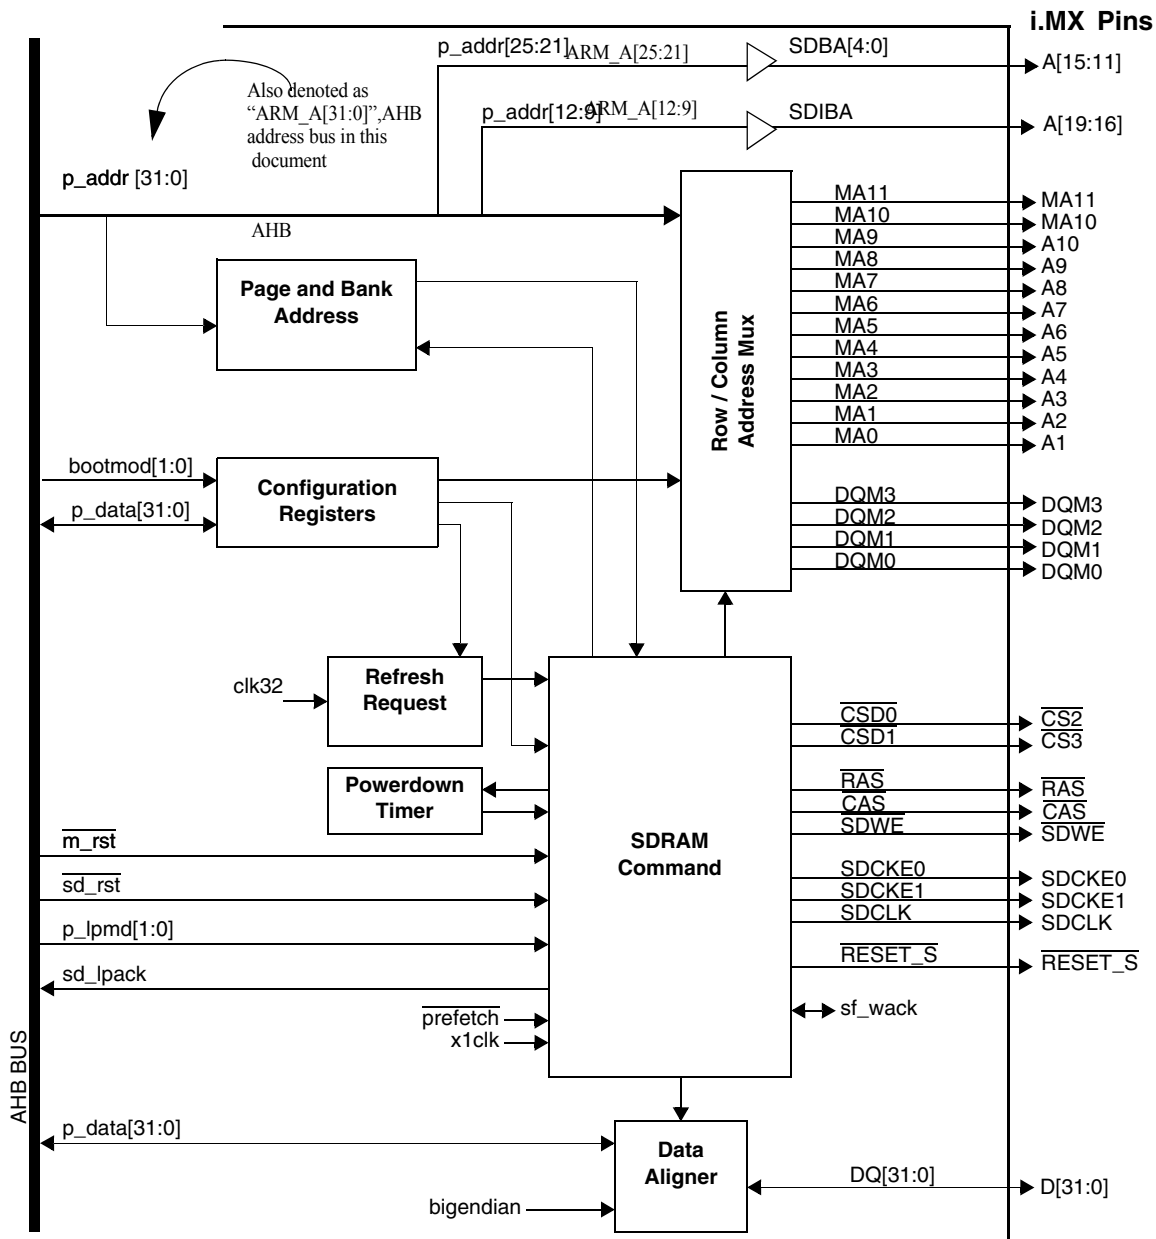 i.MX Pins
p_addr[25:21]
ARM_A[25:21]
SDBA[4:0]
A[15:11]
Also denoted as
“ARM_A[31:0]”,AHB
address bus in this
document
p_addr[12:9]
ARM_A[12:9]
SDIBA
A[19:16]
p_addr [31:0]
AHB
MA11
MA11
MA10
MA10
MA9
A10
MA8
A9
MA7
A8
MA6
A7
MA5
A6
MA4
A5
MA3
A4
MA2
A3
MA1
A2
MA0
A1
Page and Bank
Address
Row / Column
Address Mux
bootmod[1:0]
p_data[31:0]
Configuration
Registers
DQM3
DQM3
DQM2
DQM2
DQM1
DQM1
DQM0
DQM0
clk32
Refresh
Request
Powerdown
Timer
SDRAM
Command
CSD0
CS2
CSD1
CS3
RAS
RAS
CAS
CAS
SDWE
SDWE
SDCKE0
SDCKE0
SDCKE1
SDCKE1
SDCLK
SDCLK
RESET_S
RESET_S
sf_wack
m_rst
sd_rst
p_lpmd[1:0]
sd_lpack
prefetch
x1clk
AHB BUS
p_data[31:0]
Data
Aligner
bigendian
DQ[31:0]
D[31:0]